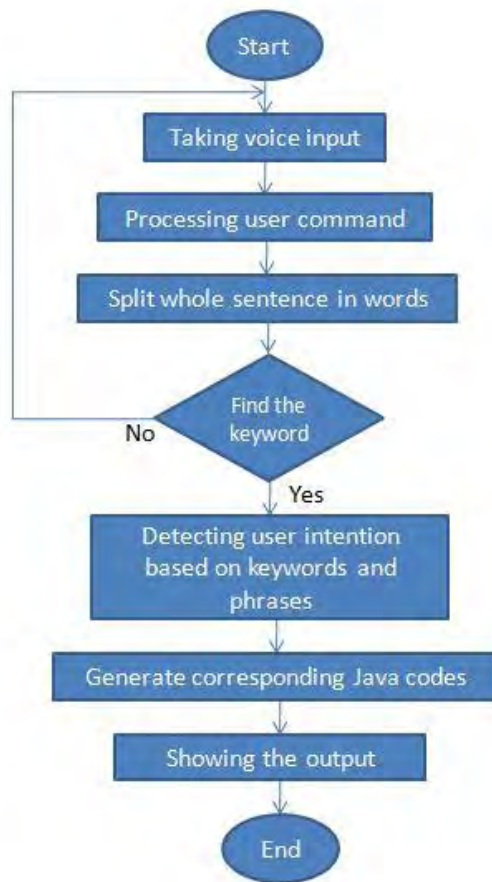 Start
Taking voice input
Processing user command
Split whole sentence in words
Find the
keyword
No
Yes
Detecting user intention
based on keywords and
phrases
Generate corresponding Java codes
Showing the output
End